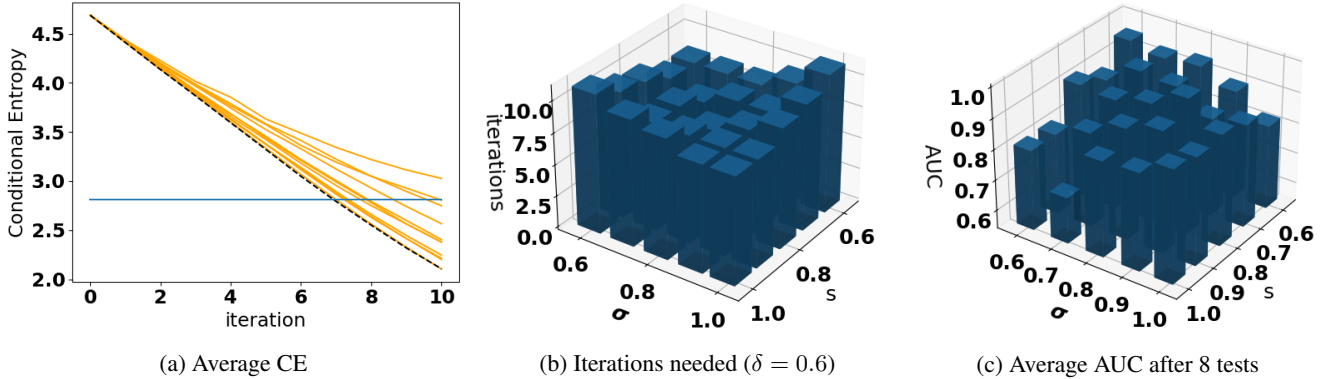 4.5
4.0
3.5
3.0
2.5
2.0
Conditional Entropy
0 2 4 6 8 10
iteration
(a) Average CE
10.0
7.5
5.0
2.5
0.0
iterations
0.6
0.8
1.0
σ
0.6
0.8
1.0
s
(b) Iterations needed (δ = 0.6)
1.0
0.9
0.8
0.7
0.6
AUC
0.6
0.7
0.8
0.9
1.0
σ
0.6
0.7
0.8
0.9
1.0
s
(c) Average AUC after 8 tests